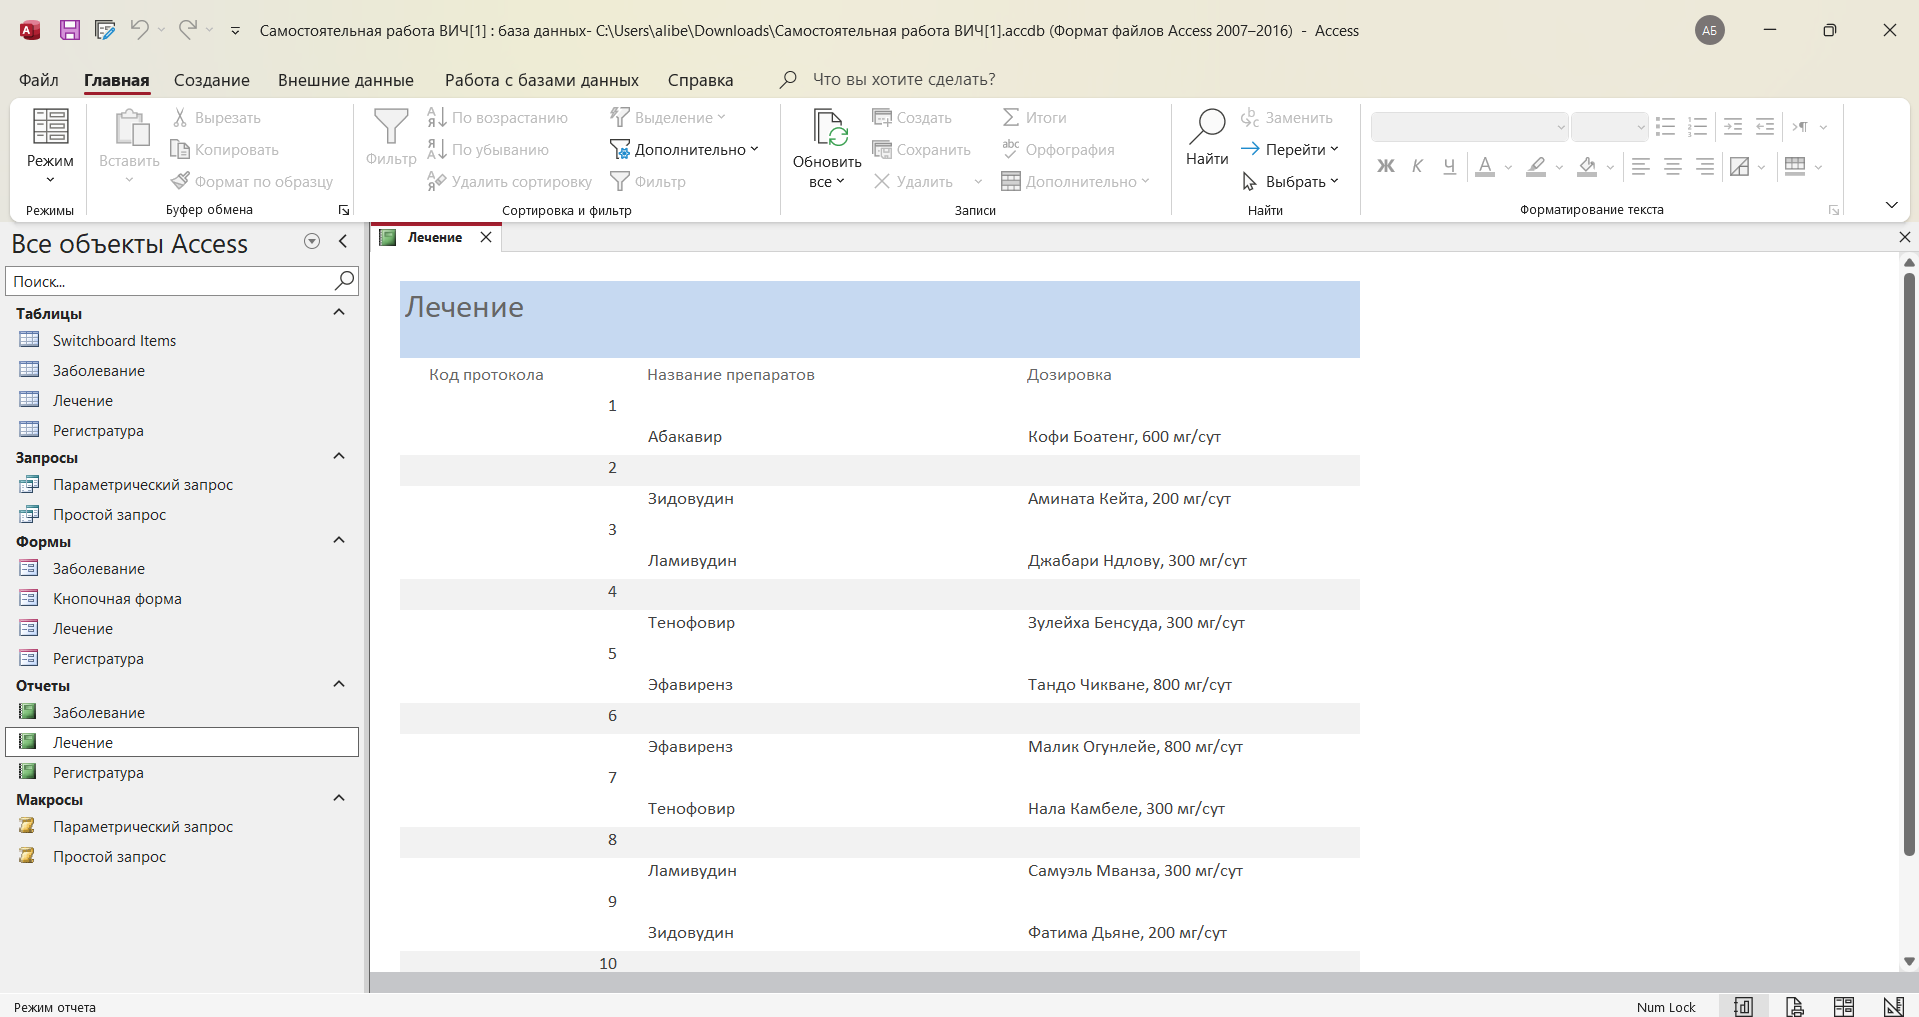 Самостоятельная работа ВИЧ[1] : база данных- C:\Users\alibe\Downloads\Самостоятельная работа ВИЧ[1].accdb (Формат файлов Access 2007–2016) - Access
АБ
Файл Главная Создание Внешние данные Работа с базами данных Справка Что вы хотите сделать?
Режим
Режимы
Вставить
Вырезать
Копировать
Формат по образцу
Буфер обмена
Фильтр
По возрастанию
По убыванию
Удалить сортировку
Выделение
Дополнительно
Фильтр
Сортировка и фильтр
Обновить
все
Создать
Сохранить
Удалить
Итоги
Орфография
Дополнительно
Записи
Найти
Заменить
Перейти
Выбрать
Найти
Ж К Ч А
Форматирование текста
Все объекты Access
Поиск...
Таблицы
Switchboard Items
Заболевание
Лечение
Регистратура
Запросы
Параметрический запрос
Простой запрос
Формы
Заболевание
Кнопочная форма
Лечение
Регистратура
Отчеты
Заболевание
Лечение
Регистратура
Макросы
Параметрический запрос
Простой запрос
Лечение
Лечение
Код протокола Название препаратов Дозировка
1
Абакавир Кофи Боатенг, 600 мг/сут
2
Зидовудин Амината Кейта, 200 мг/сут
3
Ламивудин Джабари Ндлову, 300 мг/сут
4
Тенофовир Зулейха Бенсуда, 300 мг/сут
5
Эфавиренз Тандо Чикване, 800 мг/сут
6
Эфавиренз Малик Огунлейе, 800 мг/сут
7
Тенофовир Нала Камбеле, 300 мг/сут
8
Ламивудин Самуэль Мванза, 300 мг/сут
9
Зидовудин Фатима Дьяне, 200 мг/сут
10
Режим отчета
Num Lock